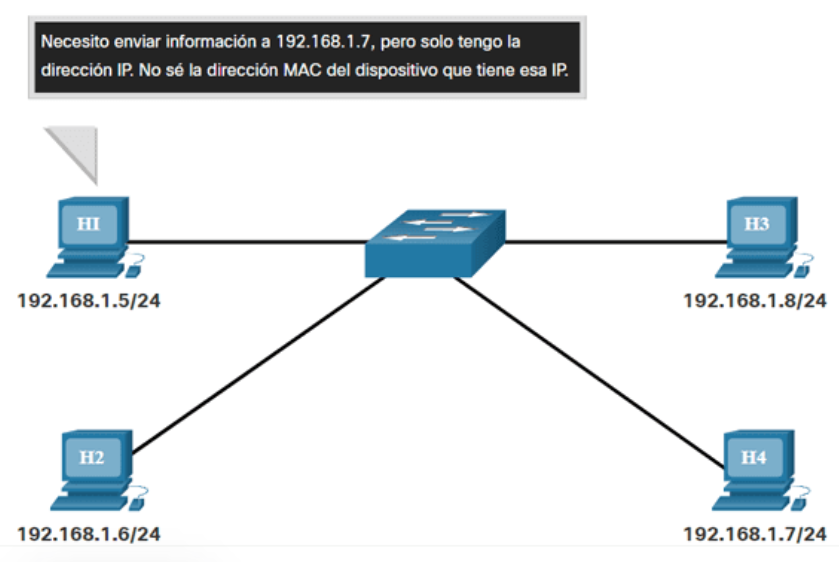 Necesito enviar información a 192.168.1.7, pero solo tengo la
dirección IP. No sé la dirección MAC del dispositivo que tiene esa IP.
H1
H3
192.168.1.5/24
192.168.1.8/24
H2
H4
192.168.1.6/24
192.168.1.7/24